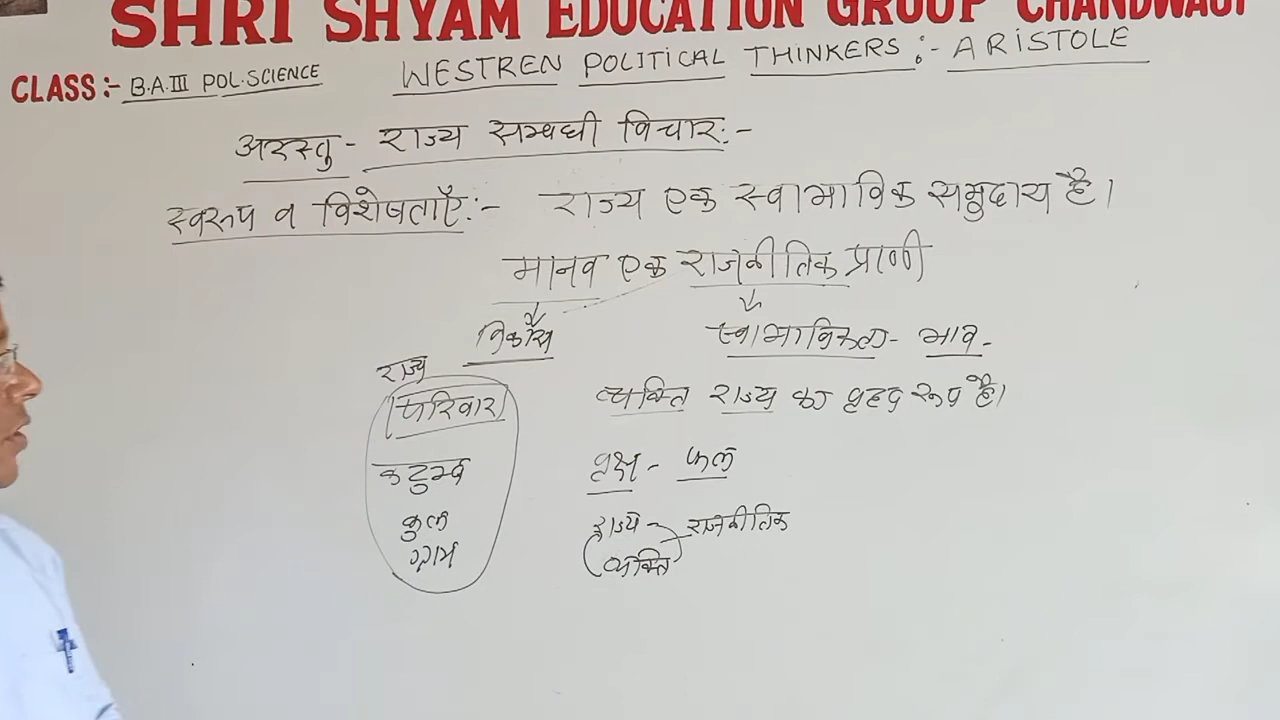 SHRI SHYAM EDUCATION GROUP CHANDWAJI
CLASS:- B.A.III POL.SCIENCE
WESTREN POLITICAL THINKERS:- ARISTOLE
अरस्तु - राज्य सम्बधी विचार:-
स्वरूप व विशेषताएँ:- राज्य एक स्वाभाविक समुदाय है।
मानव एक राजनीतिक प्राणी
विकास स्वाभाविकता - भाव -
राज्य
परिवार
व्यक्ति राज्य का वृहद रूप है।
कटुम्ब
वृक्ष - फल
कुल
राज्य - राजनीतिक
ग्राम
व्यक्ति